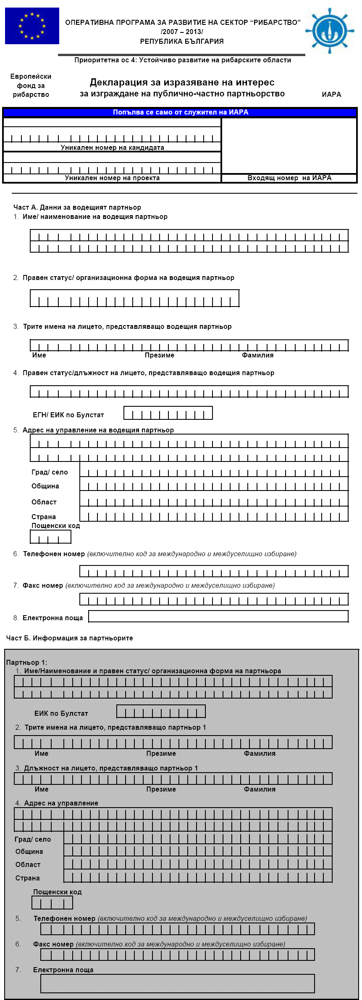 ОПЕРАТИВНА ПРОГРАМА ЗА РАЗВИТИЕ НА СЕКТОР “РИБАРСТВО”
/2007 – 2013/
РЕПУБЛИКА БЪЛГАРИЯ
Приоритетна ос 4: Устойчиво развитие на рибарските области
Европейски
фонд за
рибарство
Декларация за изразяване на интерес
за изграждане на публично-частно партньорство
ИАРА
Попълва се само от служител на ИАРА
Уникален номер на кандидата
Уникален номер на проекта
Входящ номер на ИАРА
Част А. Данни за водещият партньор
1. Име/ наименование на водещия партньор
2. Правен статус/ организационна форма на водещия партньор
3. Трите имена на лицето, представляващо водещия партньор
Име Презиме Фамилия
4. Правен статус/длъжност на лицето, представляващо водещия партньор
ЕГН/ ЕИК по Булстат
5. Адрес на управление на водещия партньор
Град/ село
Община
Област
Страна
Пощенски код
6. Телефонен номер (включително код за международно и междуселищно избиране)
7. Факс номер (включително код за международно и междуселищно избиране)
8. Електронна поща
Част Б. Информация за партньорите
Партньор 1:
1. Име/Наименование и правен статус/ организационна форма на партньора
ЕИК по Булстат
2. Трите имена на лицето, представляващо партньор 1
Име Презиме Фамилия
3. Длъжност на лицето, представляващо партньор 1
Име Презиме Фамилия
4. Адрес на управление
Град/ село
Община
Област
Страна
Пощенски код
5. Телефонен номер (включително код за международно и междуселищно избиране)
6. Факс номер (включително код за международно и междуселищно избиране)
7. Електронна поща